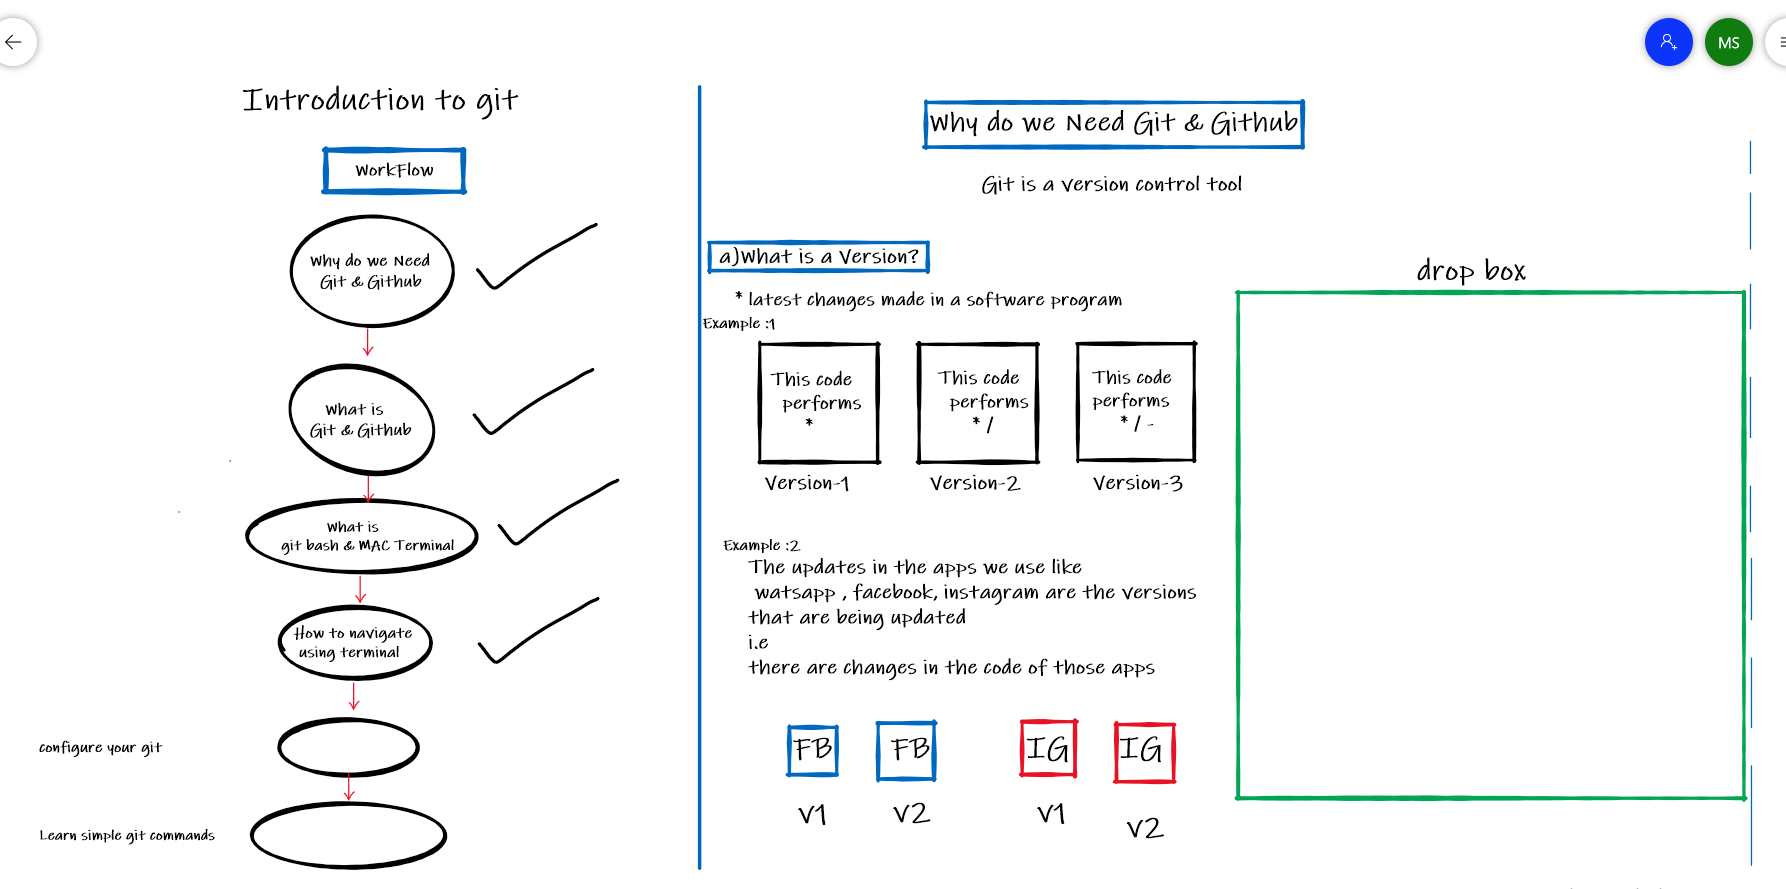 MS
Introduction to git
WorkFlow
Why do we Need
Git & Github
What is
Git & Github
What is
git bash & MAC Terminal
How to navigate
using terminal
configure your git
Learn simple git commands
Why do we Need Git & Github
Git is a version control tool
a)What is a Version?
* latest changes made in a software program
Example :1
This code
performs
*
Version-1
This code
performs
* /
Version-2
This code
performs
* / -
Version-3
Example :2
The updates in the apps we use like
watsapp , facebook, instagram are the versions
that are being updated
i.e
there are changes in the code of those apps
FB
FB
IG
IG
v1
v2
v1
v2
drop box